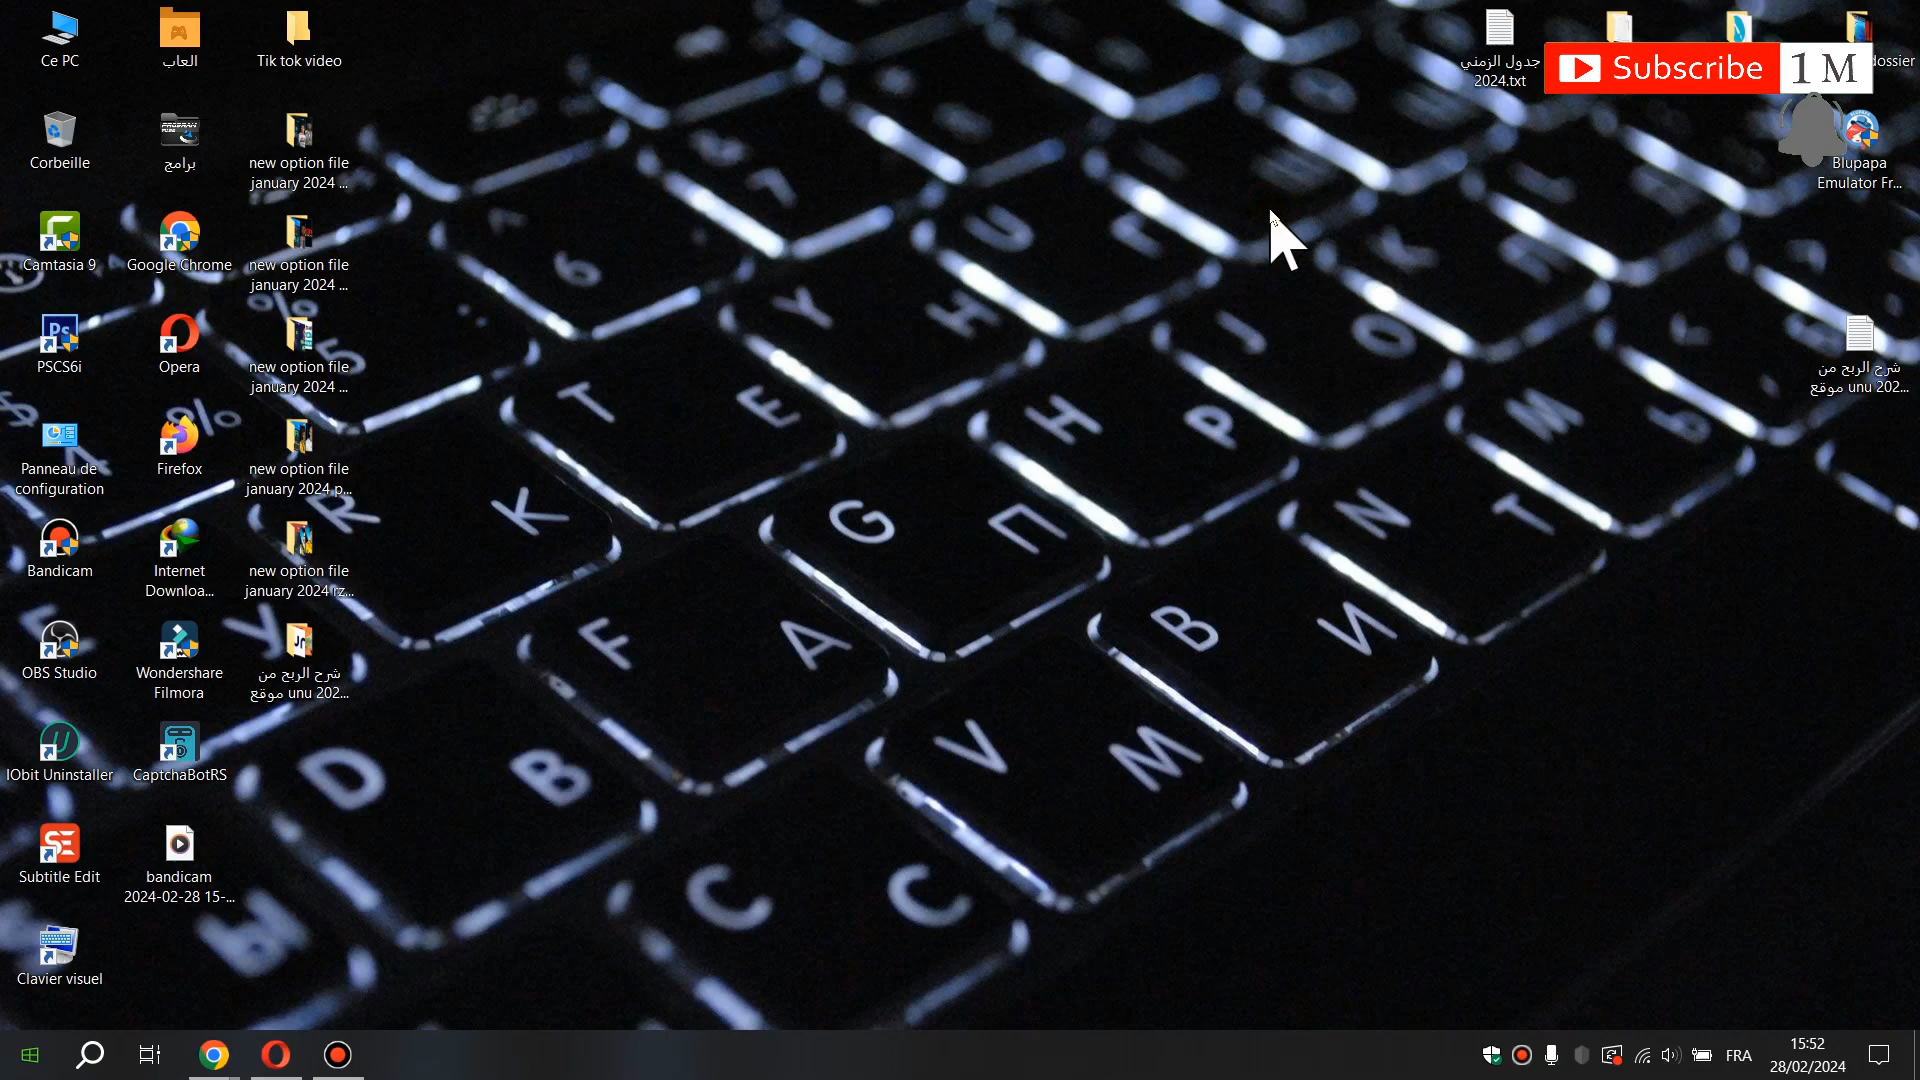 Ce PC
العاب
Tik tok video
جدول الزمني
2024.txt
dossier
Subscribe
1 M
Corbeille
برامج
new option file
january 2024 ...
Blupapa
Emulator Fr...
Camtasia 9
Google Chrome
new option file
january 2024 ...
PSCS6i
Opera
new option file
january 2024 ...
شرح الربح من
موقع unu 202...
Panneau de
configuration
Firefox
new option file
january 2024 p...
Bandicam
Internet
Downloa...
new option file
january 2024 rz...
OBS Studio
Wondershare
Filmora
شرح الربح من
موقع unu 202...
IObit Uninstaller
CaptchaBotRS
Subtitle Edit
bandicam
2024-02-28 15-...
Clavier visuel
6
U
Г
Y
Н
J
О
T
Е
H
Р
M
Ь
R
К
G
П
N
Т
F
А
B
И
D
В
V
М
C
С
FRA
15:52
28/02/2024